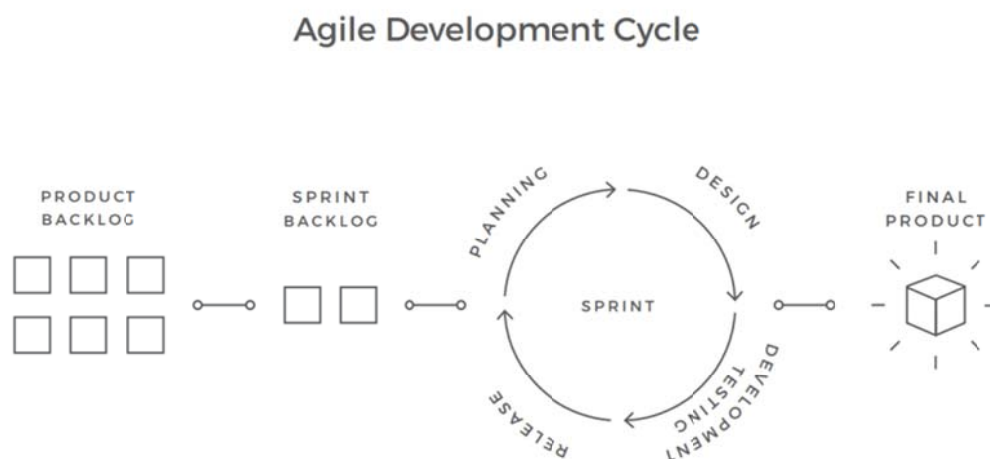 Agile Development Cycle
PRODUCT
BACKLOG
SPRINT
BACKLOG
PLANNING
DESIGN
SPRINT
DEVELOPMENT
TESTING
RELEASE
FINAL
PRODUCT